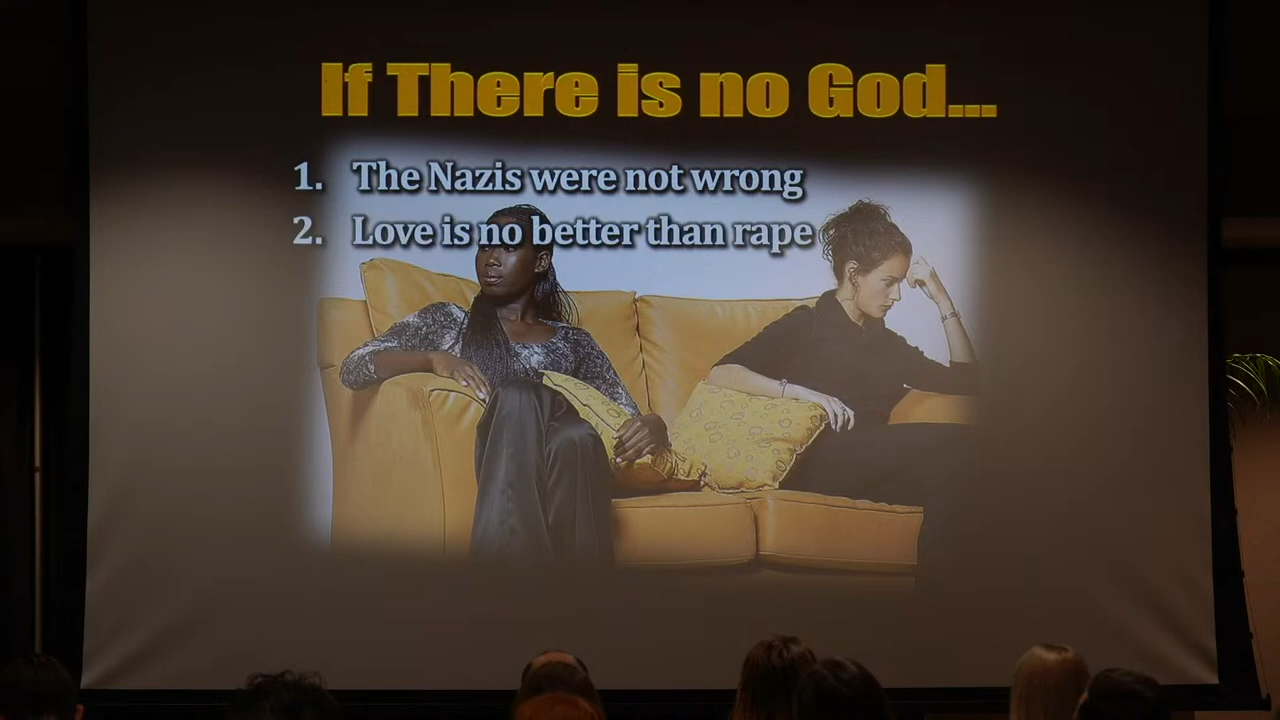 If There is no God...
1. The Nazis were not wrong
2. Love is no better than rape